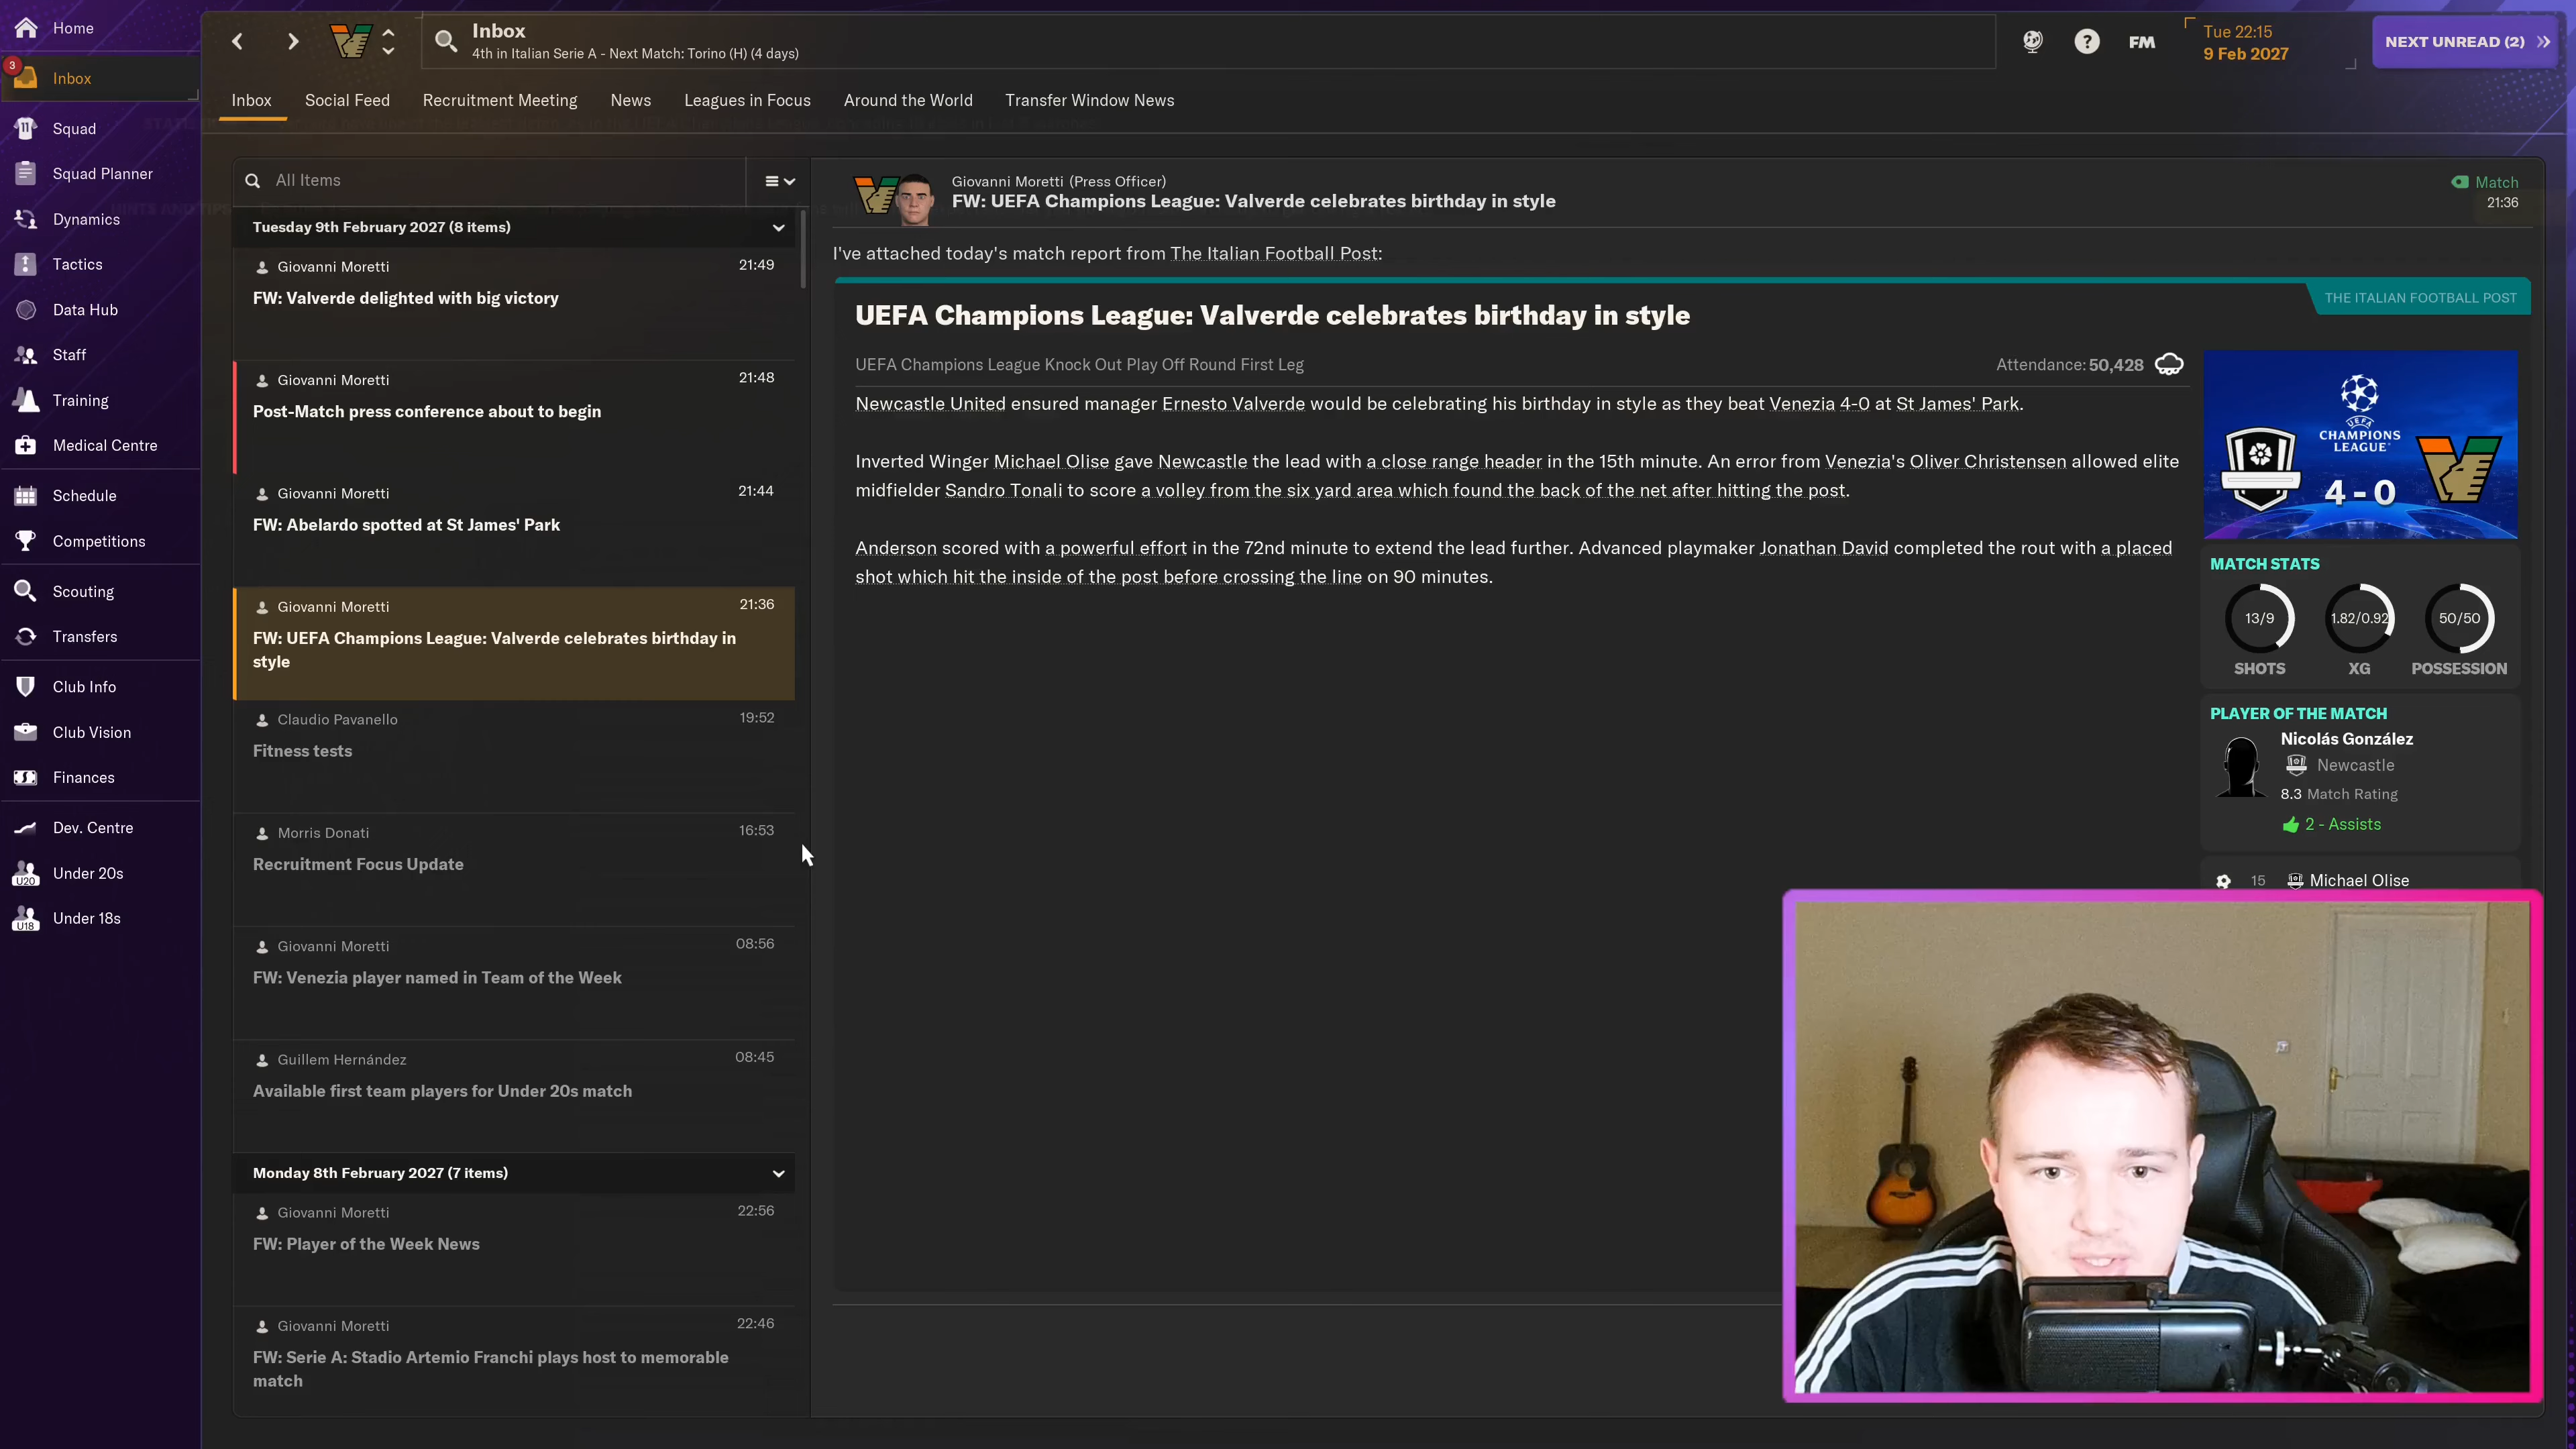 Home
3
Inbox
Squad
Squad Planner
Dynamics
Tactics
Data Hub
Staff
Training
Medical Centre
Schedule
Competitions
Scouting
Transfers
Club Info
Club Vision
Finances
Dev. Centre
U20
Under 20s
U18
Under 18s
Inbox
4th in Italian Serie A - Next Match: Torino (H) (4 days)
?
FM
Tue 22:15
9 Feb 2027
NEXT UNREAD (2)
Inbox
Social Feed
Recruitment Meeting
News
Leagues in Focus
Around the World
Transfer Window News
All Items
Tuesday 9th February 2027 (8 items)
Giovanni Moretti
21:49
FW: Valverde delighted with big victory
Giovanni Moretti
21:48
Post-Match press conference about to begin
Giovanni Moretti
21:44
FW: Abelardo spotted at St James' Park
Giovanni Moretti
21:36
FW: UEFA Champions League: Valverde celebrates birthday in
style
Claudio Pavanello
19:52
Fitness tests
Morris Donati
16:53
Recruitment Focus Update
Giovanni Moretti
08:56
FW: Venezia player named in Team of the Week
Guillem Hernández
08:45
Available first team players for Under 20s match
Monday 8th February 2027 (7 items)
Giovanni Moretti
22:56
FW: Player of the Week News
Giovanni Moretti
22:46
FW: Serie A: Stadio Artemio Franchi plays host to memorable
match
Giovanni Moretti (Press Officer)
FW: UEFA Champions League: Valverde celebrates birthday in style
Match
21:36
I've attached today's match report from The Italian Football Post:
THE ITALIAN FOOTBALL POST
UEFA Champions League: Valverde celebrates birthday in style
UEFA Champions League Knock Out Play Off Round First Leg
Attendance: 50,428
Newcastle United ensured manager Ernesto Valverde would be celebrating his birthday in style as they beat Venezia 4-0 at St James' Park.
Inverted Winger Michael Olise gave Newcastle the lead with a close range header in the 15th minute. An error from Venezia's Oliver Christensen allowed elite
midfielder Sandro Tonali to score a volley from the six yard area which found the back of the net after hitting the post.
Anderson scored with a powerful effort in the 72nd minute to extend the lead further. Advanced playmaker Jonathan David completed the rout with a placed
shot which hit the inside of the post before crossing the line on 90 minutes.
UEFA
CHAMPIONS
LEAGUE
4 - 0
MATCH STATS
13/9
1.82/0.92
50/50
SHOTS
XG
POSSESSION
PLAYER OF THE MATCH
Nicolás González
Newcastle
8.3 Match Rating
2 - Assists
15
Michael Olise